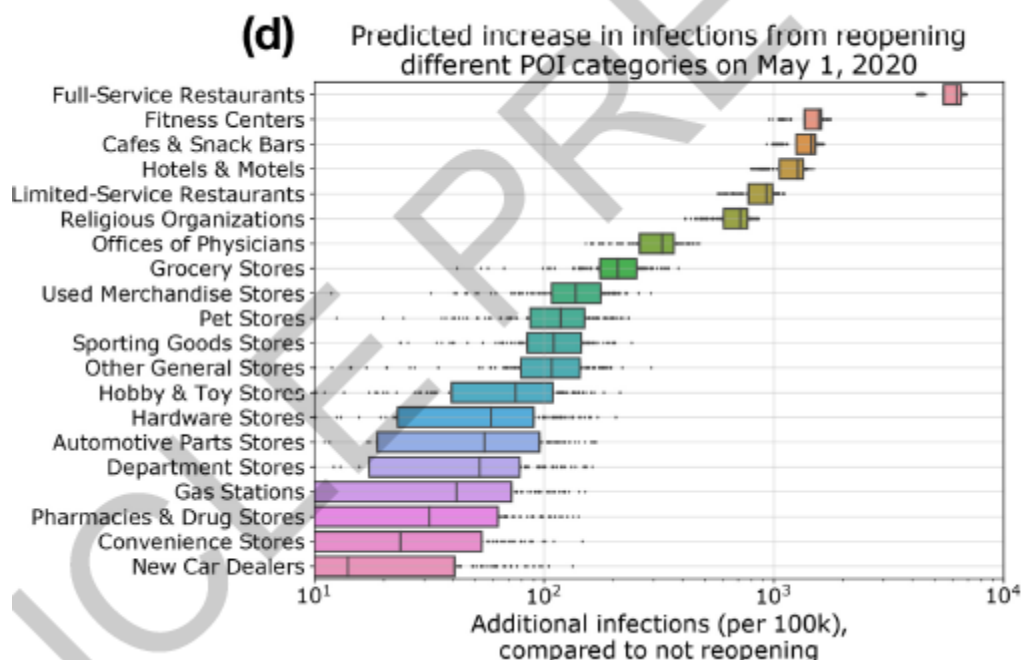 (d)
Predicted increase in infections from reopening
different POI categories on May 1, 2020
Full-Service Restaurants
Fitness Centers
Cafes & Snack Bars
Hotels & Motels
Limited-Service Restaurants
Religious Organizations
Offices of Physicians
Grocery Stores
Used Merchandise Stores
Pet Stores
Sporting Goods Stores
Other General Stores
Hobby & Toy Stores
Hardware Stores
Automotive Parts Stores
Department Stores
Gas Stations
Pharmacies & Drug Stores
Convenience Stores
New Car Dealers
10¹ 10² 10³ 10⁴
Additional infections (per 100k),
compared to not reopening
CLE PRE